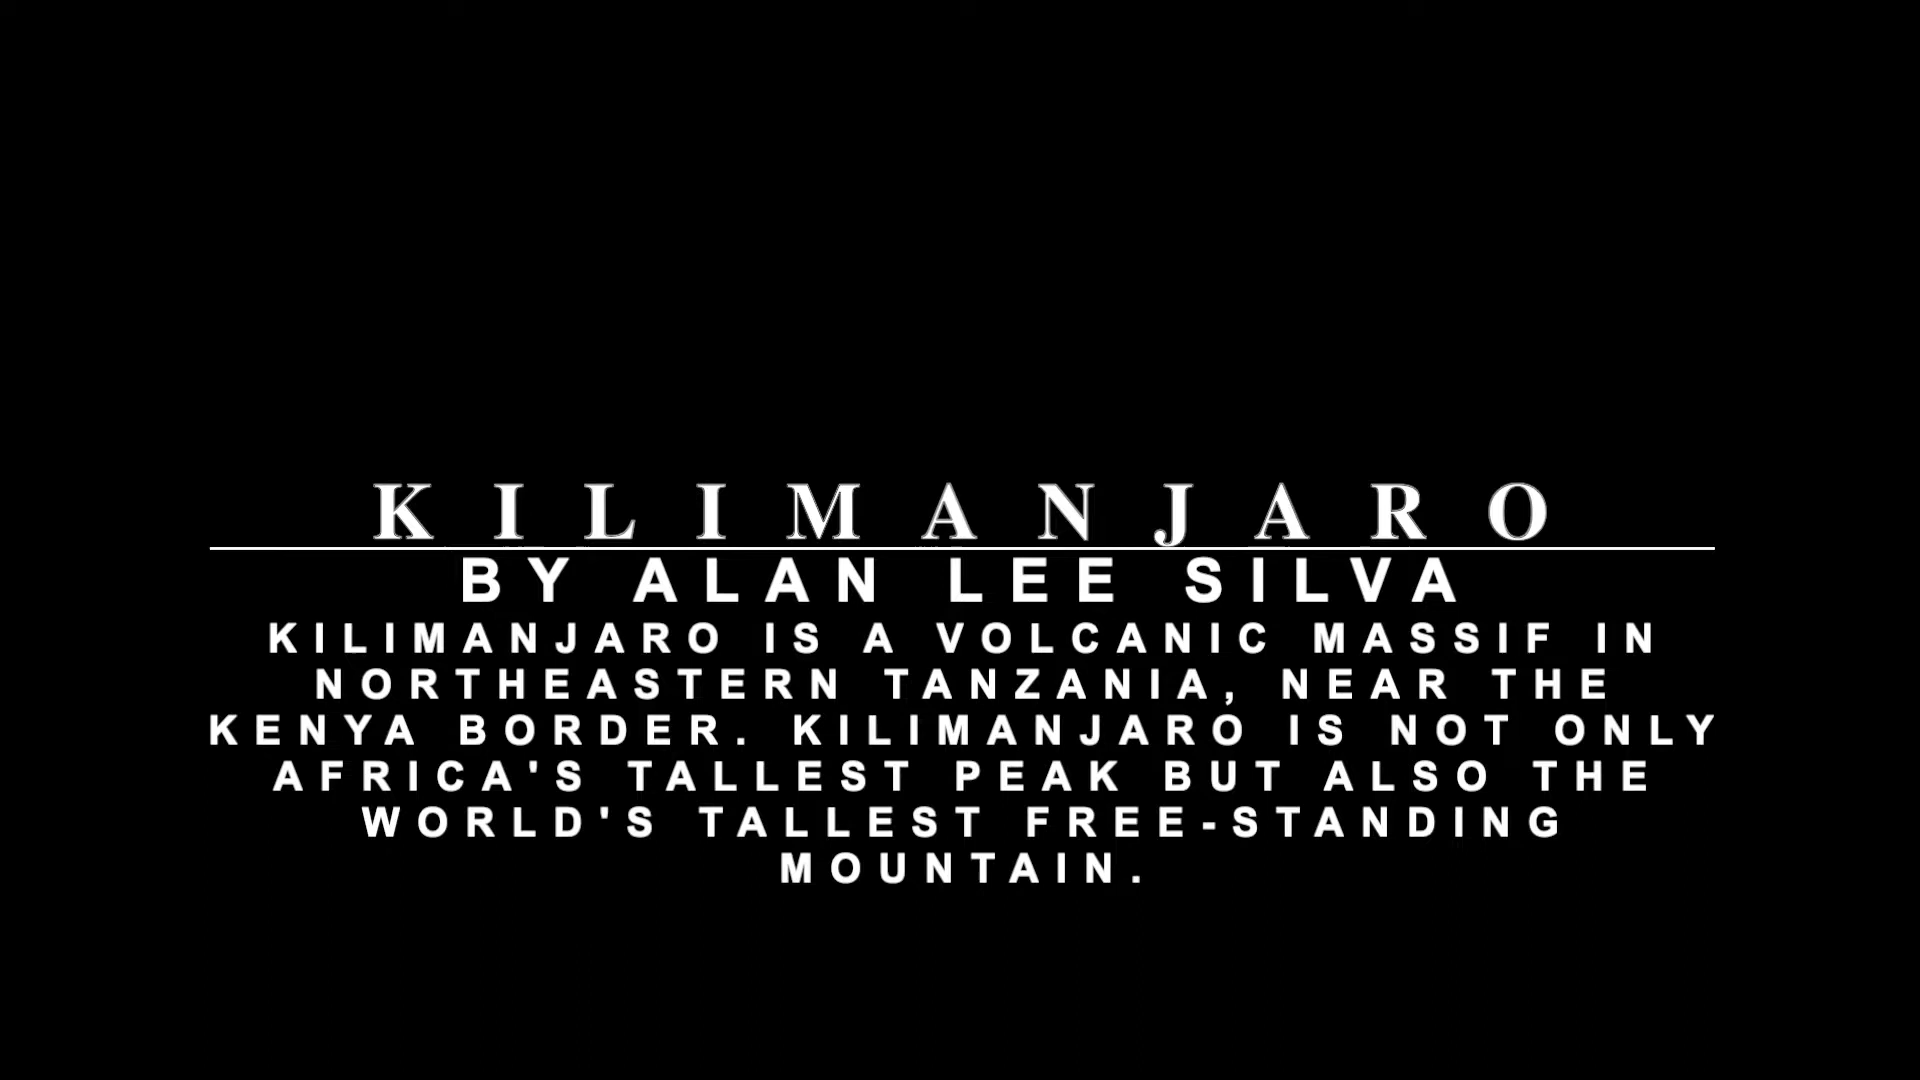 KILIMANJARO
BY ALAN LEE SILVA
KILIMANJARO IS A VOLCANIC MASSIF IN
NORTHEASTERN TANZANIA, NEAR THE
KENYA BORDER. KILIMANJARO IS NOT ONLY
AFRICA'S TALLEST PEAK BUT ALSO THE
WORLD'S TALLEST FREE-STANDING
MOUNTAIN.